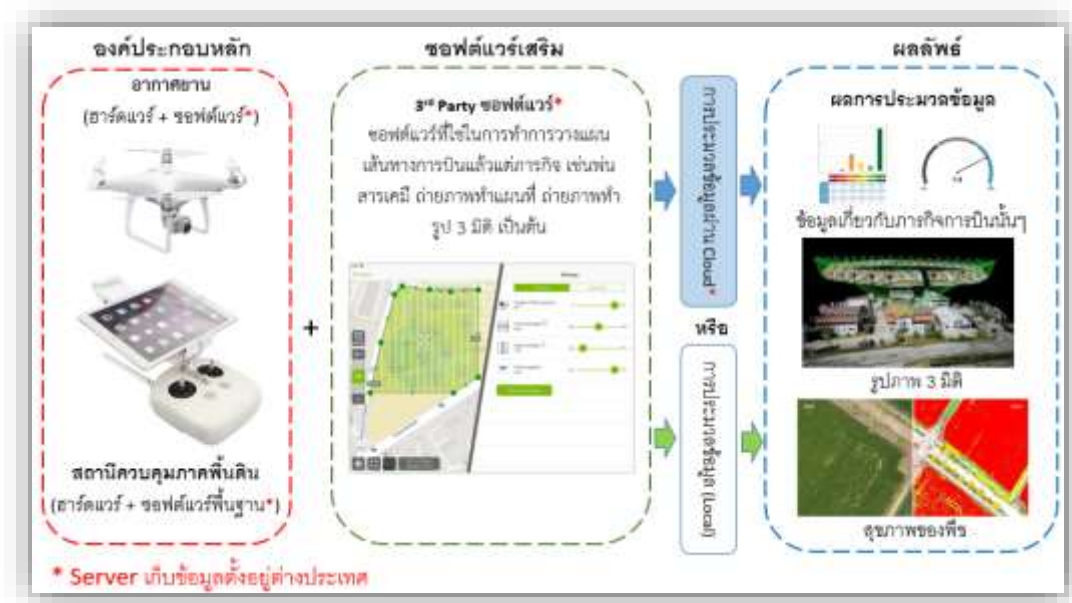 องค์ประกอบหลัก
อากาศยาน
(ฮาร์ดแวร์ + ซอฟต์แวร์*)
สถานีควบคุมภาคพื้นดิน
(ฮาร์ดแวร์ + ซอฟต์แวร์พื้นฐาน*)
+
ซอฟต์แวร์เสริม
3rd Party ซอฟต์แวร์*
ซอฟต์แวร์ที่ใช้ในการทำการวางแผน
เส้นทางการบินแล้วแต่ภารกิจ เช่นพ่น
สารเคมี ถ่ายภาพทำแผนที่ ถ่ายภาพทำ
รูป 3 มิติ เป็นต้น
การประมวลข้อมูลผ่าน Cloud*
หรือ
การประมวลข้อมูล (Local)
ผลลัพธ์
ผลการประมวลข้อมูล
ข้อมูลเกี่ยวกับภารกิจการบินนั้นๆ
รูปภาพ 3 มิติ
สุขภาพของพืช
* Server เก็บข้อมูลตั้งอยู่ต่างประเทศ